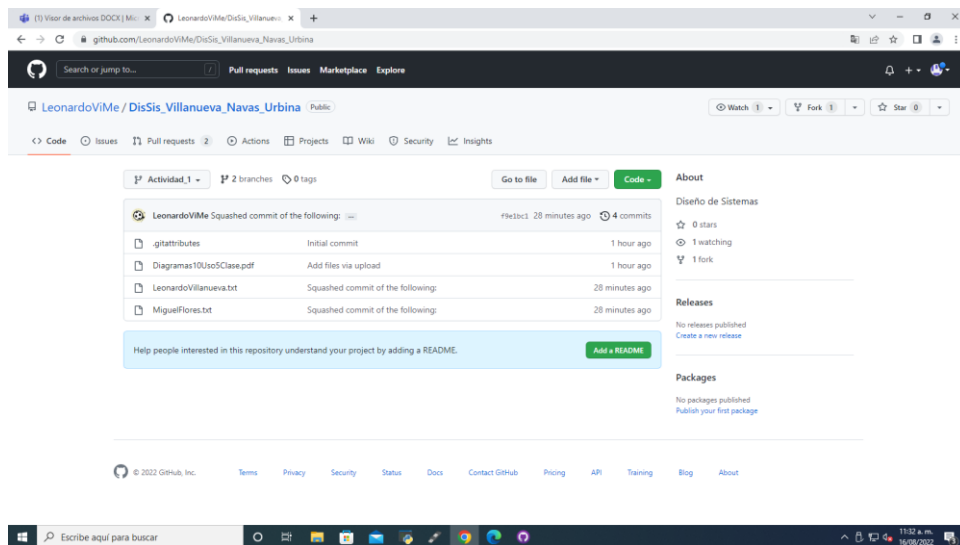 (1) Visor de archivos DOCX | Mic
LeonardoViMe/DisSis_Villanueva_
github.com/LeonardoViMe/DisSis_Villanueva_Navas_Urbina
Search or jump to... /
Pull requests Issues Marketplace Explore
LeonardoViMe / DisSis_Villanueva_Navas_Urbina Public
Watch 1 Fork 1 Star 0
<> Code Issues Pull requests 2 Actions Projects Wiki Security Insights
Actividad_1 2 branches 0 tags Go to file Add file Code
LeonardoViMe Squashed commit of the following: ... f9e1bc1 28 minutes ago 4 commits
.gitattributes Initial commit 1 hour ago
Diagramas10Uso5Clase.pdf Add files via upload 1 hour ago
LeonardoVillanueva.txt Squashed commit of the following: 28 minutes ago
MiguelFlores.txt Squashed commit of the following: 28 minutes ago
Help people interested in this repository understand your project by adding a README. Add a README
About
Diseño de Sistemas
0 stars
1 watching
1 fork
Releases
No releases published
Create a new release
Packages
No packages published
Publish your first package
© 2022 GitHub, Inc. Terms Privacy Security Status Docs Contact GitHub Pricing API Training Blog About
Escribe aquí para buscar
11:32 a. m.
16/08/2022